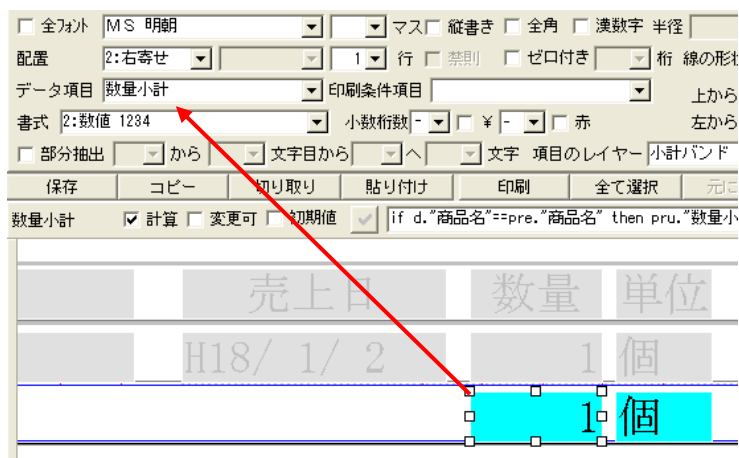 全フォント MS 明朝 マス 縦書き 全角 漢数字 半径
配置 2:右寄せ 1 行 禁則 ゼロ付き 桁 線の形状
データ項目 数量小計 印刷条件項目 上から
書式 2:数値 1234 小数桁数 - ¥ - 赤 左から
部分抽出 から 文字目から へ 文字 項目のレイヤー 小計バンド
保存 コピー 切り取り 貼り付け 印刷 全て選択 元に
数量小計 計算 変更可 初期値 if d."商品名"==pre."商品名" then pru."数量小
売上日 数量 単位
H18/ 1/ 2 1 個
1 個